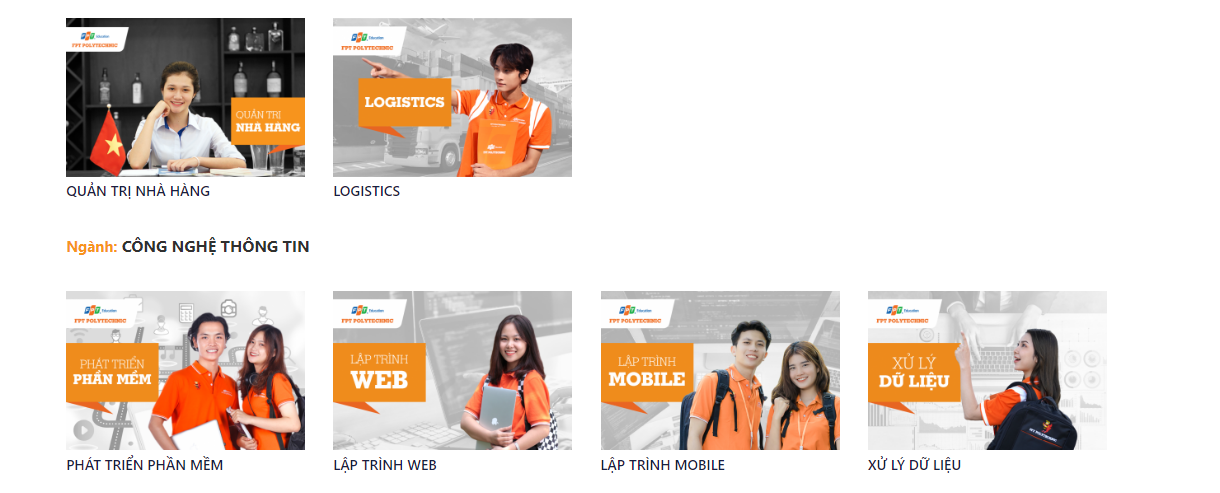 FPT Education
FPT POLYTECHNIC
QUẢN TRỊ
NHÀ HÀNG
FPT Education
FPT POLYTECHNIC
LOGISTICS
QUẢN TRỊ NHÀ HÀNG
LOGISTICS
Ngành: CÔNG NGHỆ THÔNG TIN
FPT Education
FPT POLYTECHNIC
PHÁT TRIỂN
PHẦN MỀM
FPT Education
FPT POLYTECHNIC
LẬP TRÌNH
WEB
FPT Education
FPT POLYTECHNIC
LẬP TRÌNH
MOBILE
FPT Education
FPT POLYTECHNIC
XỬ LÝ
DỮ LIỆU
PHÁT TRIỂN PHẦN MỀM
LẬP TRÌNH WEB
LẬP TRÌNH MOBILE
XỬ LÝ DỮ LIỆU